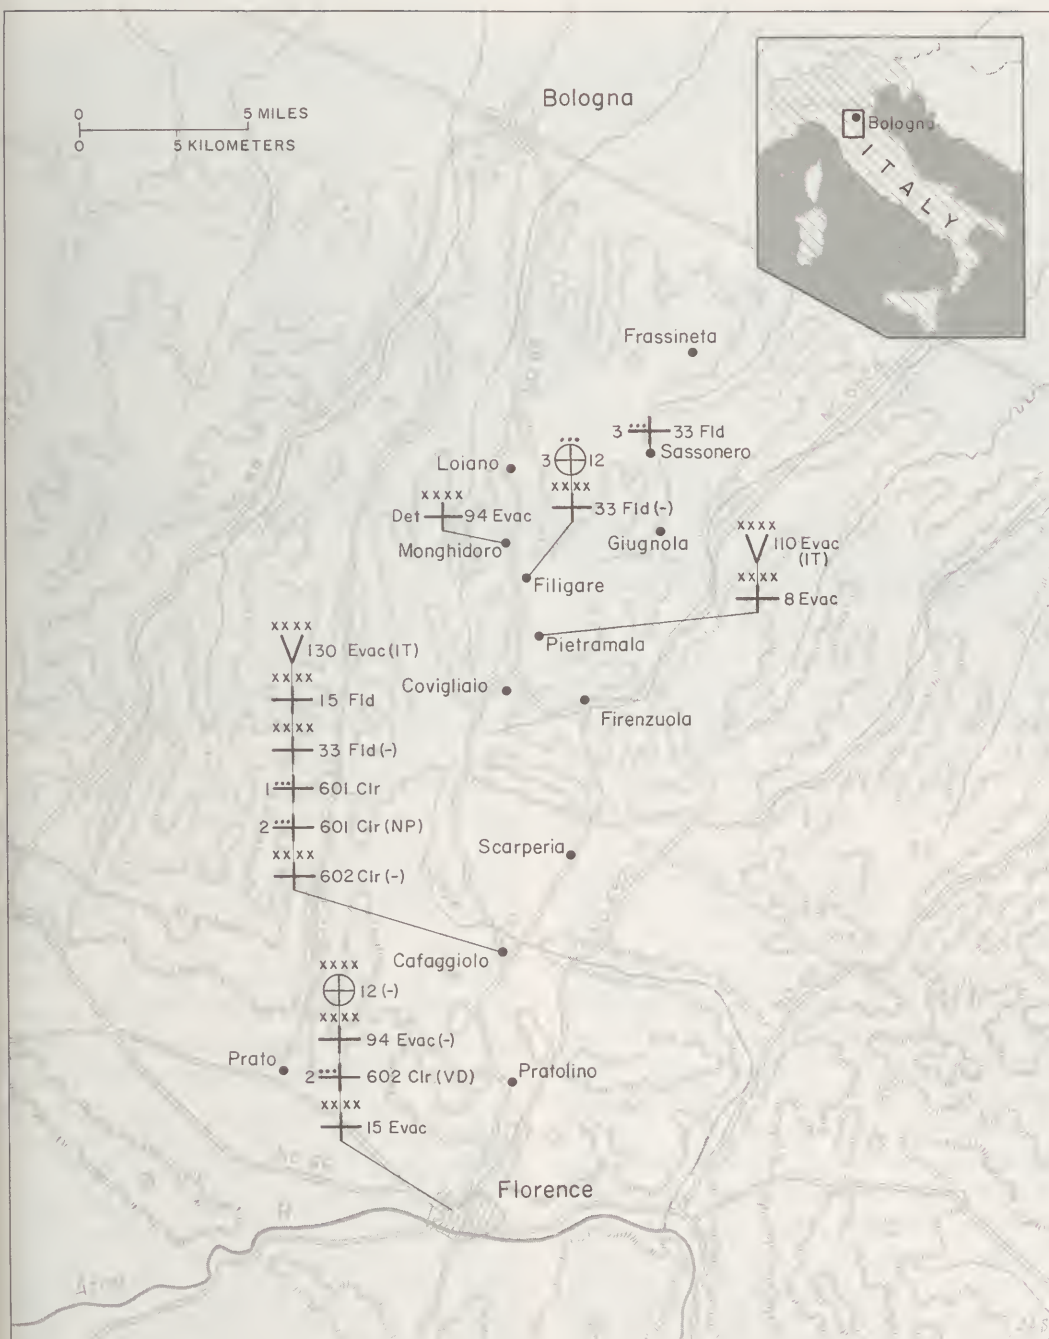 Bologna
0 5 MILES
0 5 KILOMETERS
Bologna
ITALY
Frassineta
3 33 Fld
Sassonero
Loiano
3 12
XXXX
33 Fld (-)
XXXX
Det 94 Evac
Monghidoro
Giugnola
XXXX
110 Evac
(IT)
XXXX
8 Evac
Filigare
Pietramala
XXXX
130 Evac (IT)
XXXX
15 Fld
Covigliaio
Firenzuola
XXXX
33 Fld (-)
1 601 Clr
2 601 Clr (NP)
XXXX
602 Clr (-)
Scarperia
Cafaggiolo
XXXX
12 (-)
XXXX
94 Evac (-)
Prato
2 602 Clr (VD)
Pratolino
XXXX
15 Evac
Florence
R
Arno